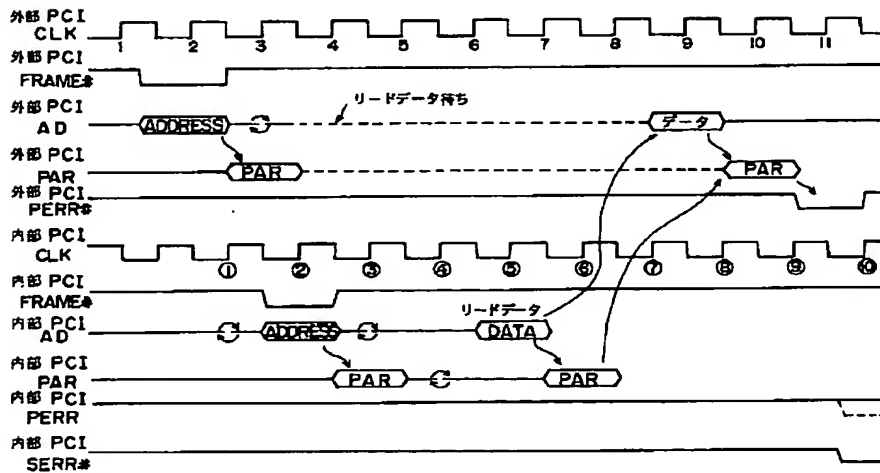 外部 PCI
CLK
1 2 3 4 5 6 7 8 9 10 11
外部 PCI
FRAME#
リードデータ待ち
外部 PCI
AD
ADDRESS
データ
外部 PCI
PAR
PAR
PAR
外部 PCI
PERR#
内部 PCI
CLK
① ② ③ ④ ⑤ ⑥ ⑦ ⑧ ⑨ ⑩
内部 PCI
FRAME#
リードデータ
内部 PCI
AD
ADDRESS
DATA
内部 PCI
PAR
PAR
PAR
内部 PCI
PERR
内部 PCI
SERR#